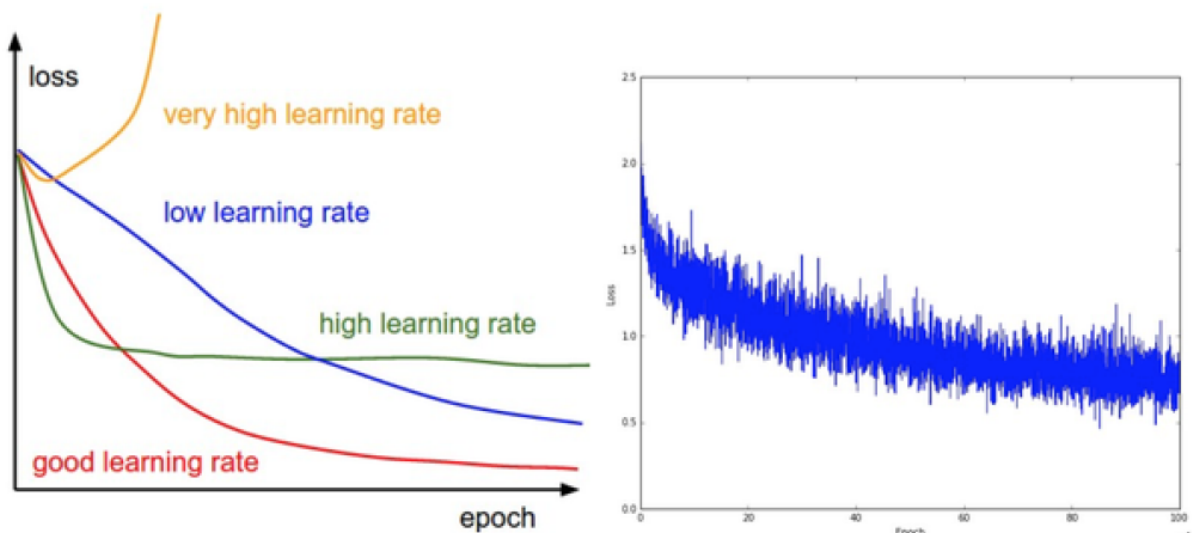 loss
very high learning rate
low learning rate
high learning rate
good learning rate
epoch
2.5
2.0
1.5
1.0
0.5
0.0
Loss
0
20
40
60
80
100
Epoch